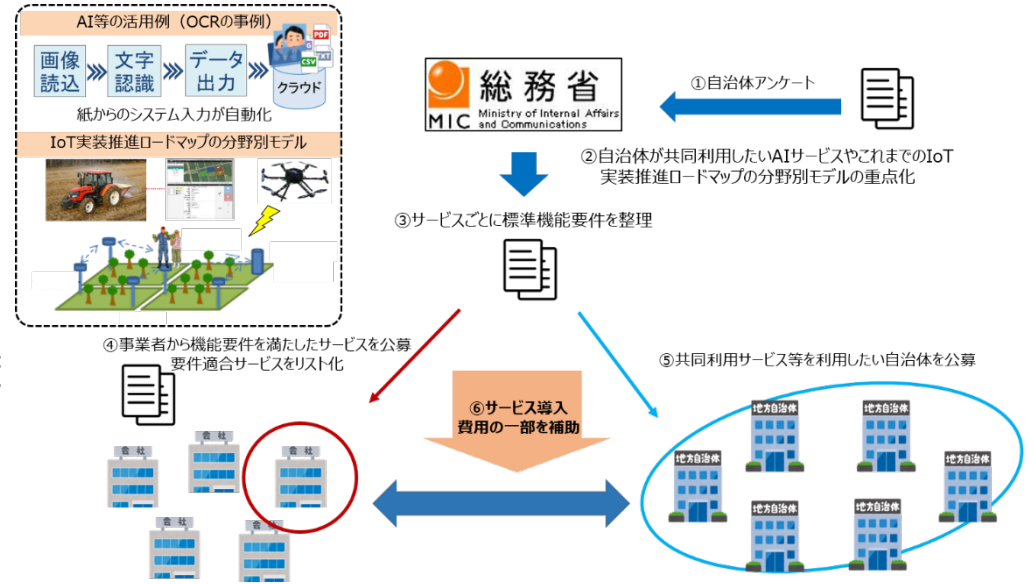 AI等の活用例（OCRの事例）
画像
読込
文字
認識
データ
出力
PDF
CSV
クラウド
紙からのシステム入力が自動化
IoT実装推進ロードマップの分野別モデル
総務省
MIC Ministry of Internal Affairs
and Communications
①自治体アンケート
②自治体が共同利用したいAIサービスやこれまでのIoT
実装推進ロードマップの分野別モデルの重点化
③サービスごとに標準機能要件を整理
④事業者から機能要件を満たしたサービスを公募
要件適合サービスをリスト化
⑤共同利用サービス等を利用したい自治体を公募
⑥サービス導入
費用の一部を補助
会社
会社
会社
会社
会社
地方自治体
地方自治体
地方自治体
地方自治体
地方自治体
地方自治体